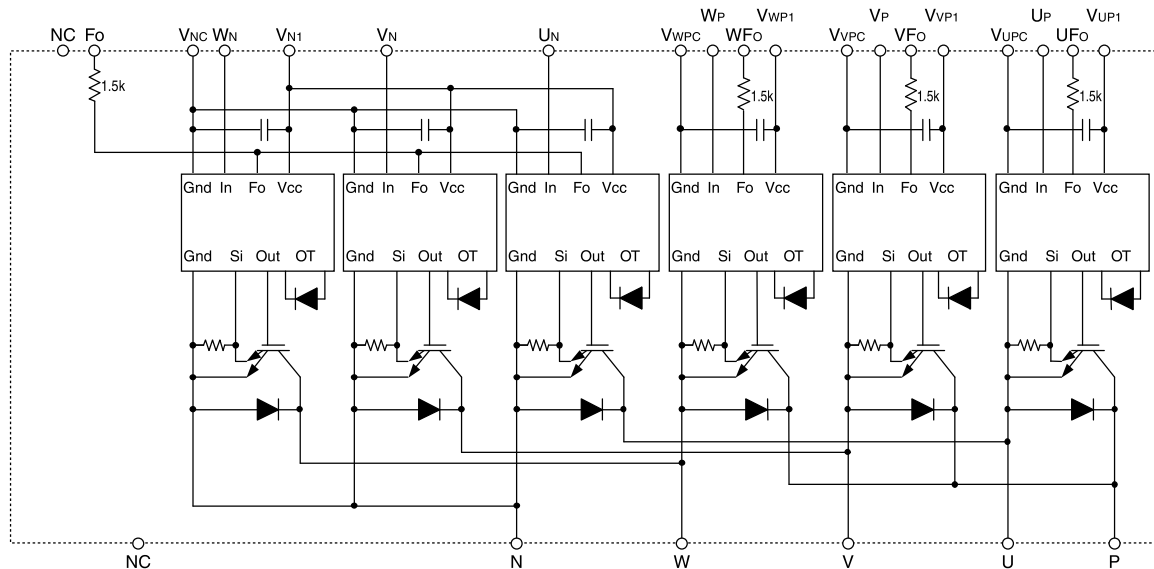 WP VWP1 VP VVP1 UP VUP1
NC FO VNC WN VN1 VN UN VWPC WFO VVPC VFO VUPC UFO
1.5k 1.5k 1.5k 1.5k
Gnd In Fo Vcc Gnd In Fo Vcc Gnd In Fo Vcc Gnd In Fo Vcc Gnd In Fo Vcc Gnd In Fo Vcc
Gnd Si Out OT Gnd Si Out OT Gnd Si Out OT Gnd Si Out OT Gnd Si Out OT Gnd Si Out OT
NC N W V U P